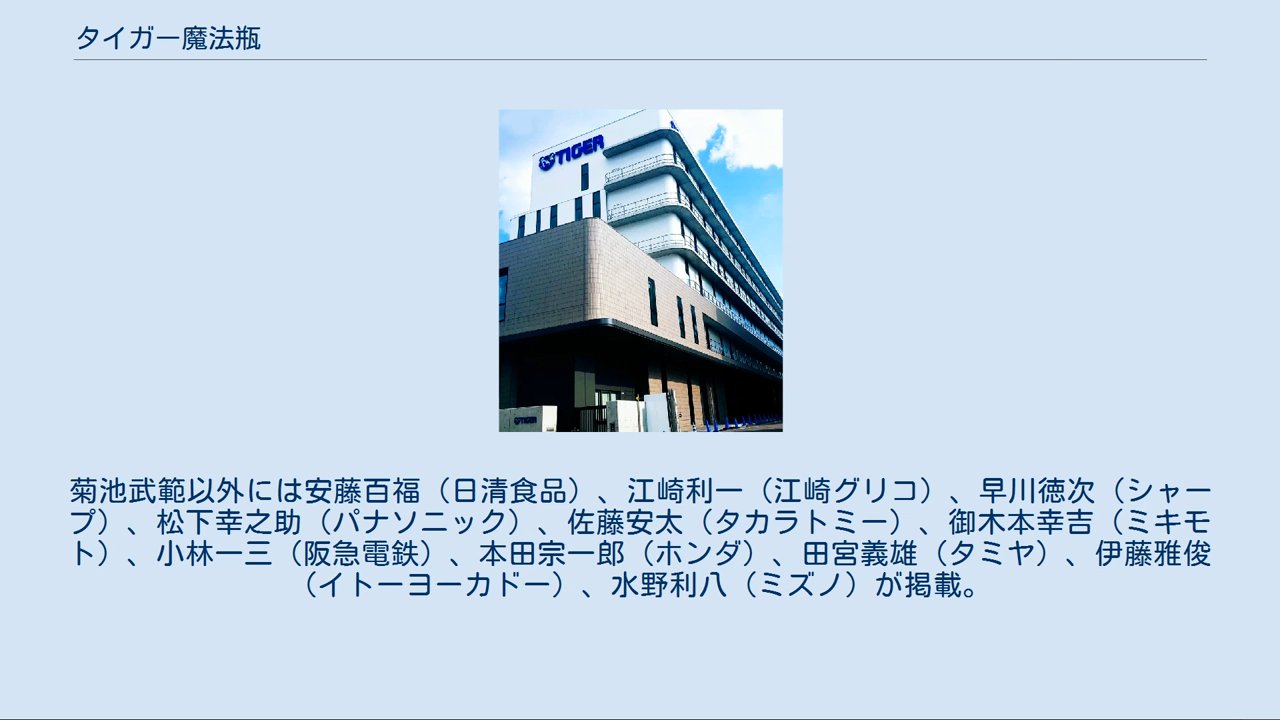 タイガー魔法瓶
TIGER
TIGER
菊池武範以外には安藤百福（日清食品）、江崎利一（江崎グリコ）、早川徳次（シャー
プ）、松下幸之助（パナソニック）、佐藤安太（タカラトミー）、御木本幸吉（ミキモ
ト）、小林一三（阪急電鉄）、本田宗一郎（ホンダ）、田宮義雄（タミヤ）、伊藤雅俊
（イトーヨーカドー）、水野利八（ミズノ）が掲載。